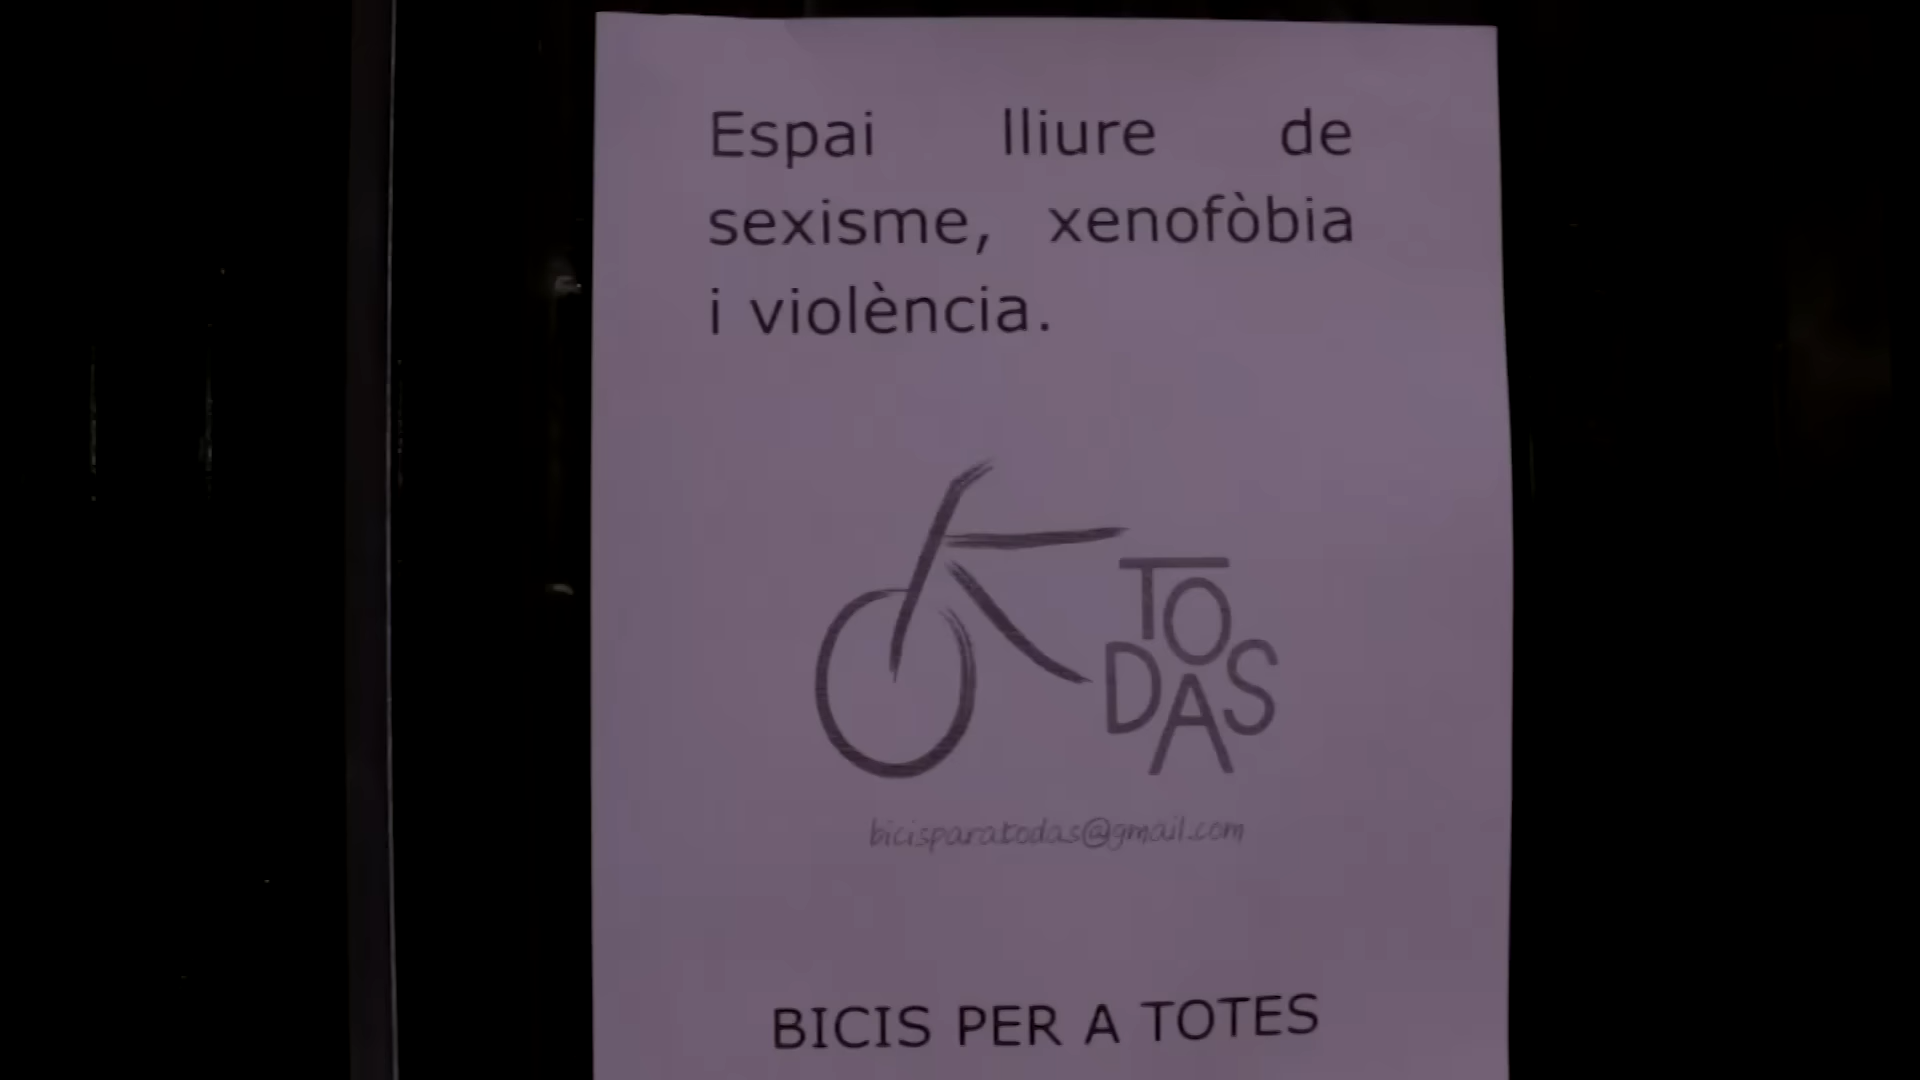 Espai lliure de
sexisme, xenofòbia
i violència.
TO
DAS
bicisparatodas@gmail.com
BICIS PER A TOTES